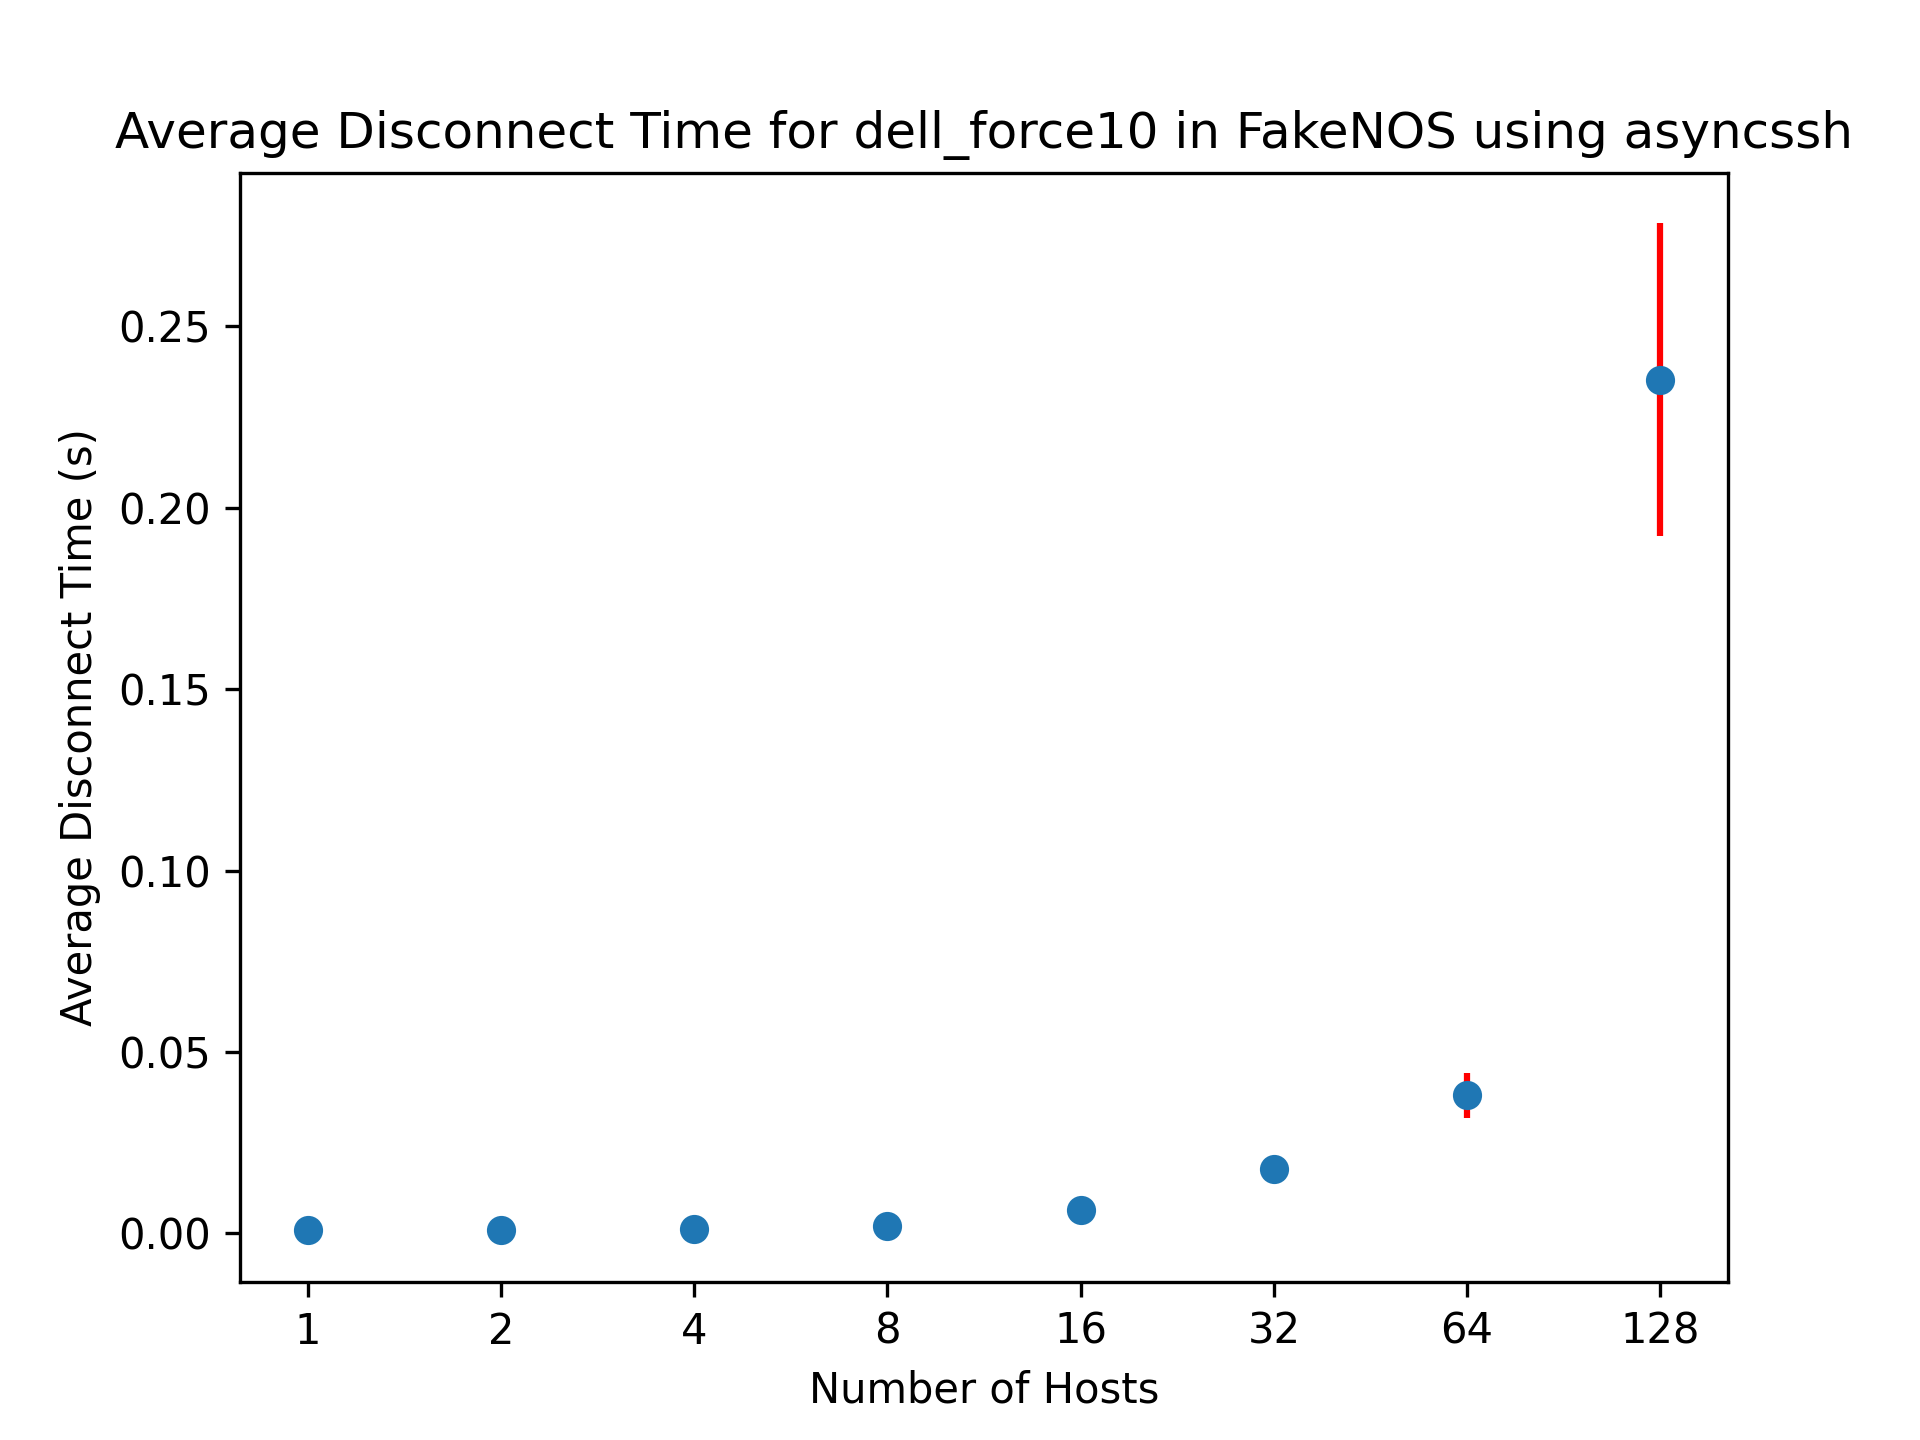 Average Disconnect Time for dell_force10 in FakeNOS using asyncssh
Average Disconnect Time (s)
0.25
0.20
0.15
0.10
0.05
0.00
1 2 4 8 16 32 64 128
Number of Hosts